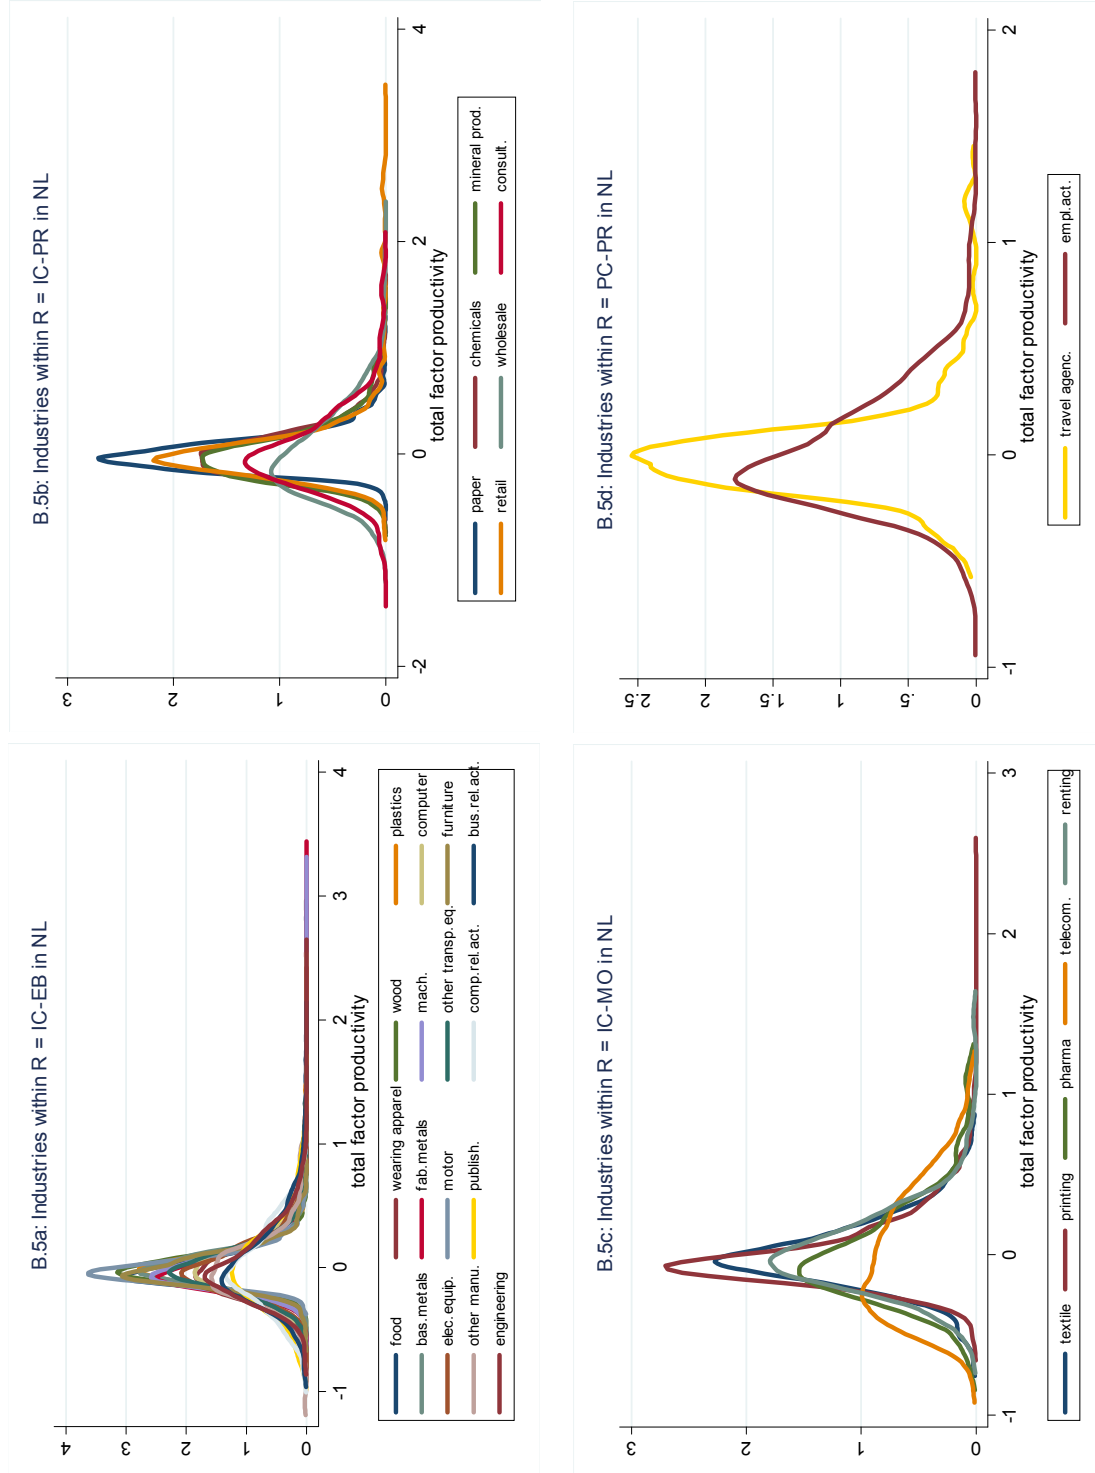 B.5a: Industries within R = IC-EB in NL
4
3
2
1
0
-1
0
1
2
3
4
total factor productivity
food
wearing apparel
wood
plastics
bas.metals
fab.metals
mach.
computer
elec.equip.
motor
other transp.eq.
furniture
other manu.
publish.
comp.rel.act.
bus.rel.act.
engineering
B.5b: Industries within R = IC-PR in NL
3
2
1
0
-2
0
2
4
total factor productivity
paper
chemicals
mineral prod.
retail
wholesale
consult.
B.5c: Industries within R = IC-MO in NL
3
2
1
0
-1
0
1
2
3
total factor productivity
textile
printing
pharma
telecom.
renting
B.5d: Industries within R = PC-PR in NL
2.5
2
1.5
1
.5
0
-1
0
1
2
total factor productivity
travel agenc.
empl.act.